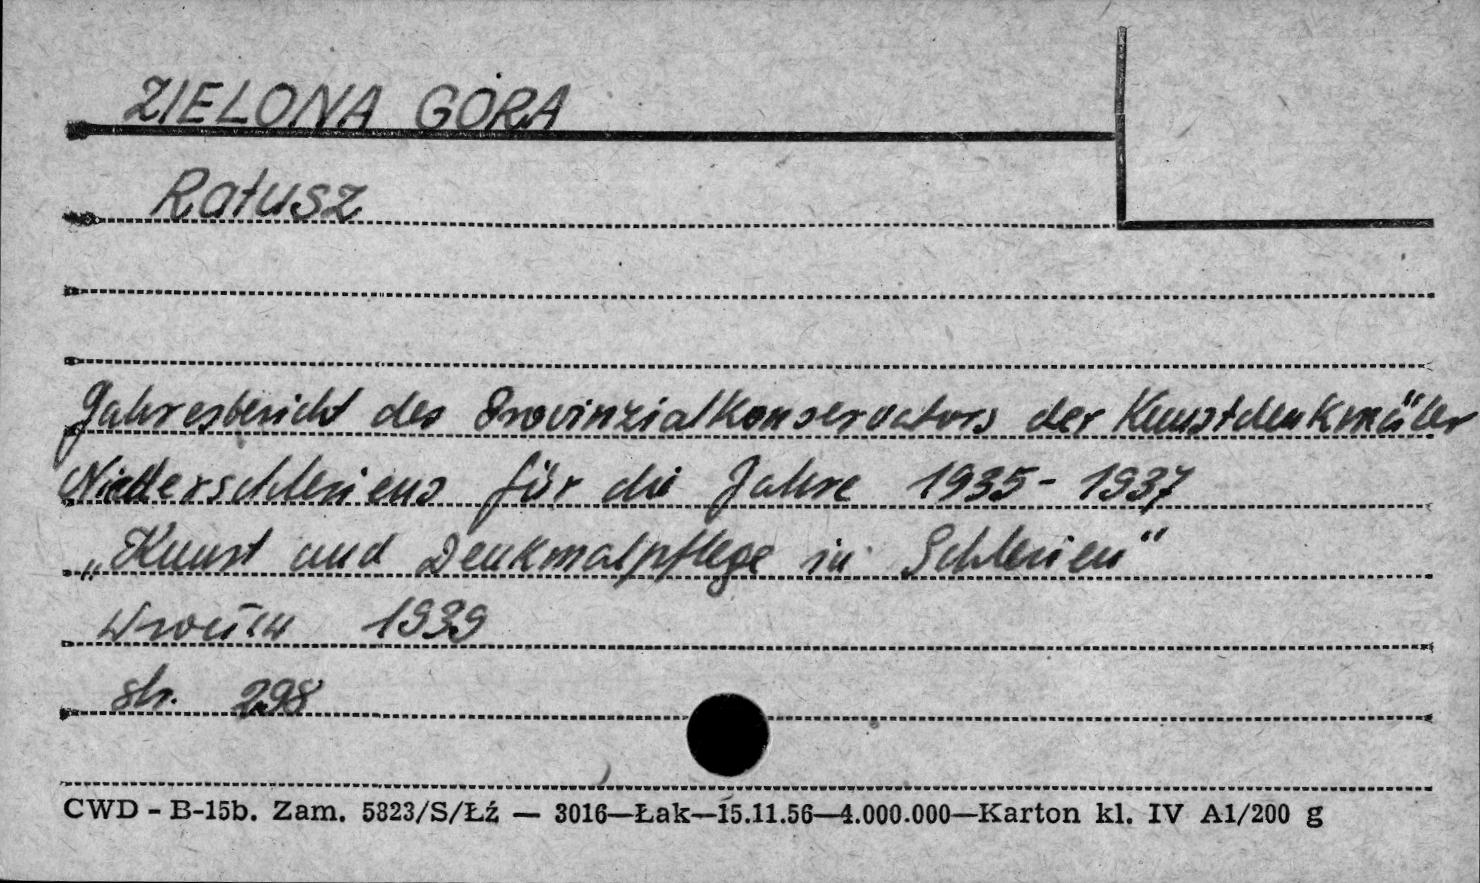 ZIELONA GÓRA
Ratusz
Jahresbericht des Provinzialkonservators der Kunstdenkmäler
Niederschlesiens für die Jahre 1935-1937
„Kunst und Denkmalpflege in Schlesien“
Wrocław 1939
str. 298
CWD - B-15b. Zam. 5823/S/Łź — 3016—Łak—15.11.56—4.000.000—Karton kl. IV A1/200 g